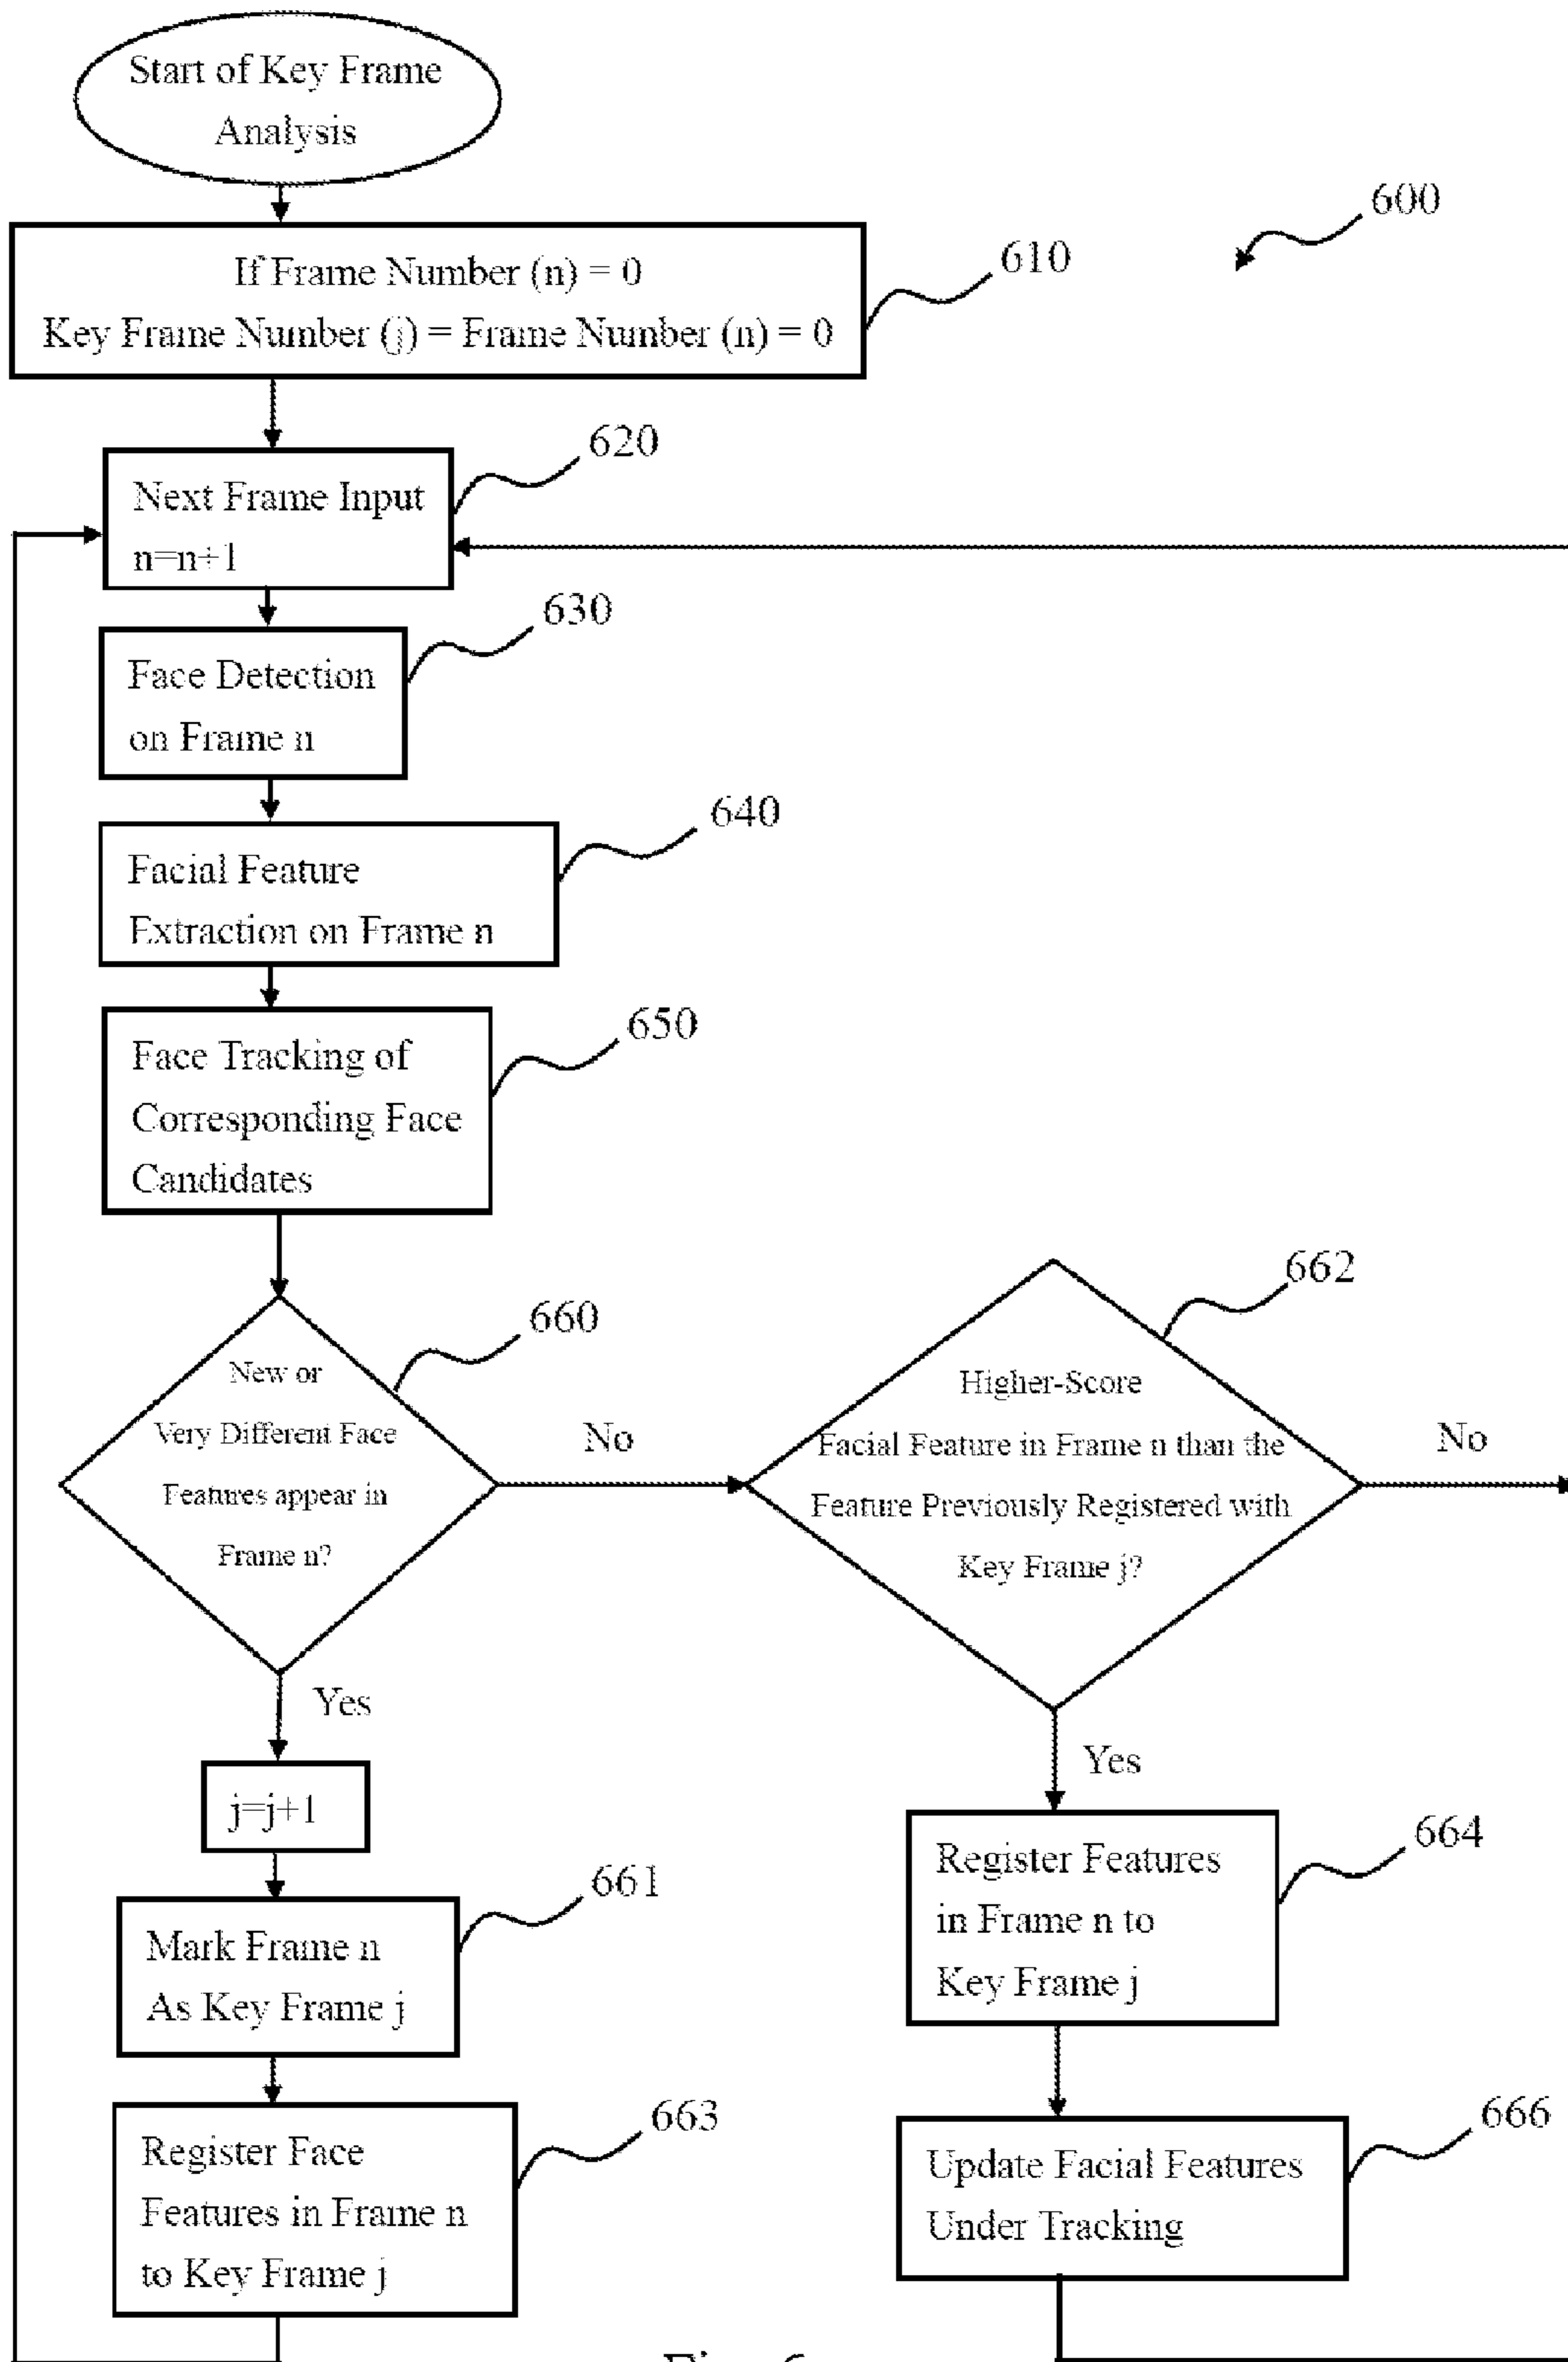 Start of Key Frame
Analysis
600
If Frame Number (n) = 0
Key Frame Number (j) = Frame Number (n) = 0
610
620
Next Frame Input
n=n+1
630
Face Detection
on Frame n
640
Facial Feature
Extraction on Frame n
650
Face Tracking of
Corresponding Face
Candidates
660
New or
Very Different Face
Features appear in
Frame n?
No
662
Higher-Score
Facial Feature in Frame n than the
Feature Previously Registered with
Key Frame j?
No
Yes
j=j+1
661
Mark Frame n
As Key Frame j
663
Register Face
Features in Frame n
to Key Frame j
Yes
664
Register Features
in Frame n to
Key Frame j
666
Update Facial Features
Under Tracking